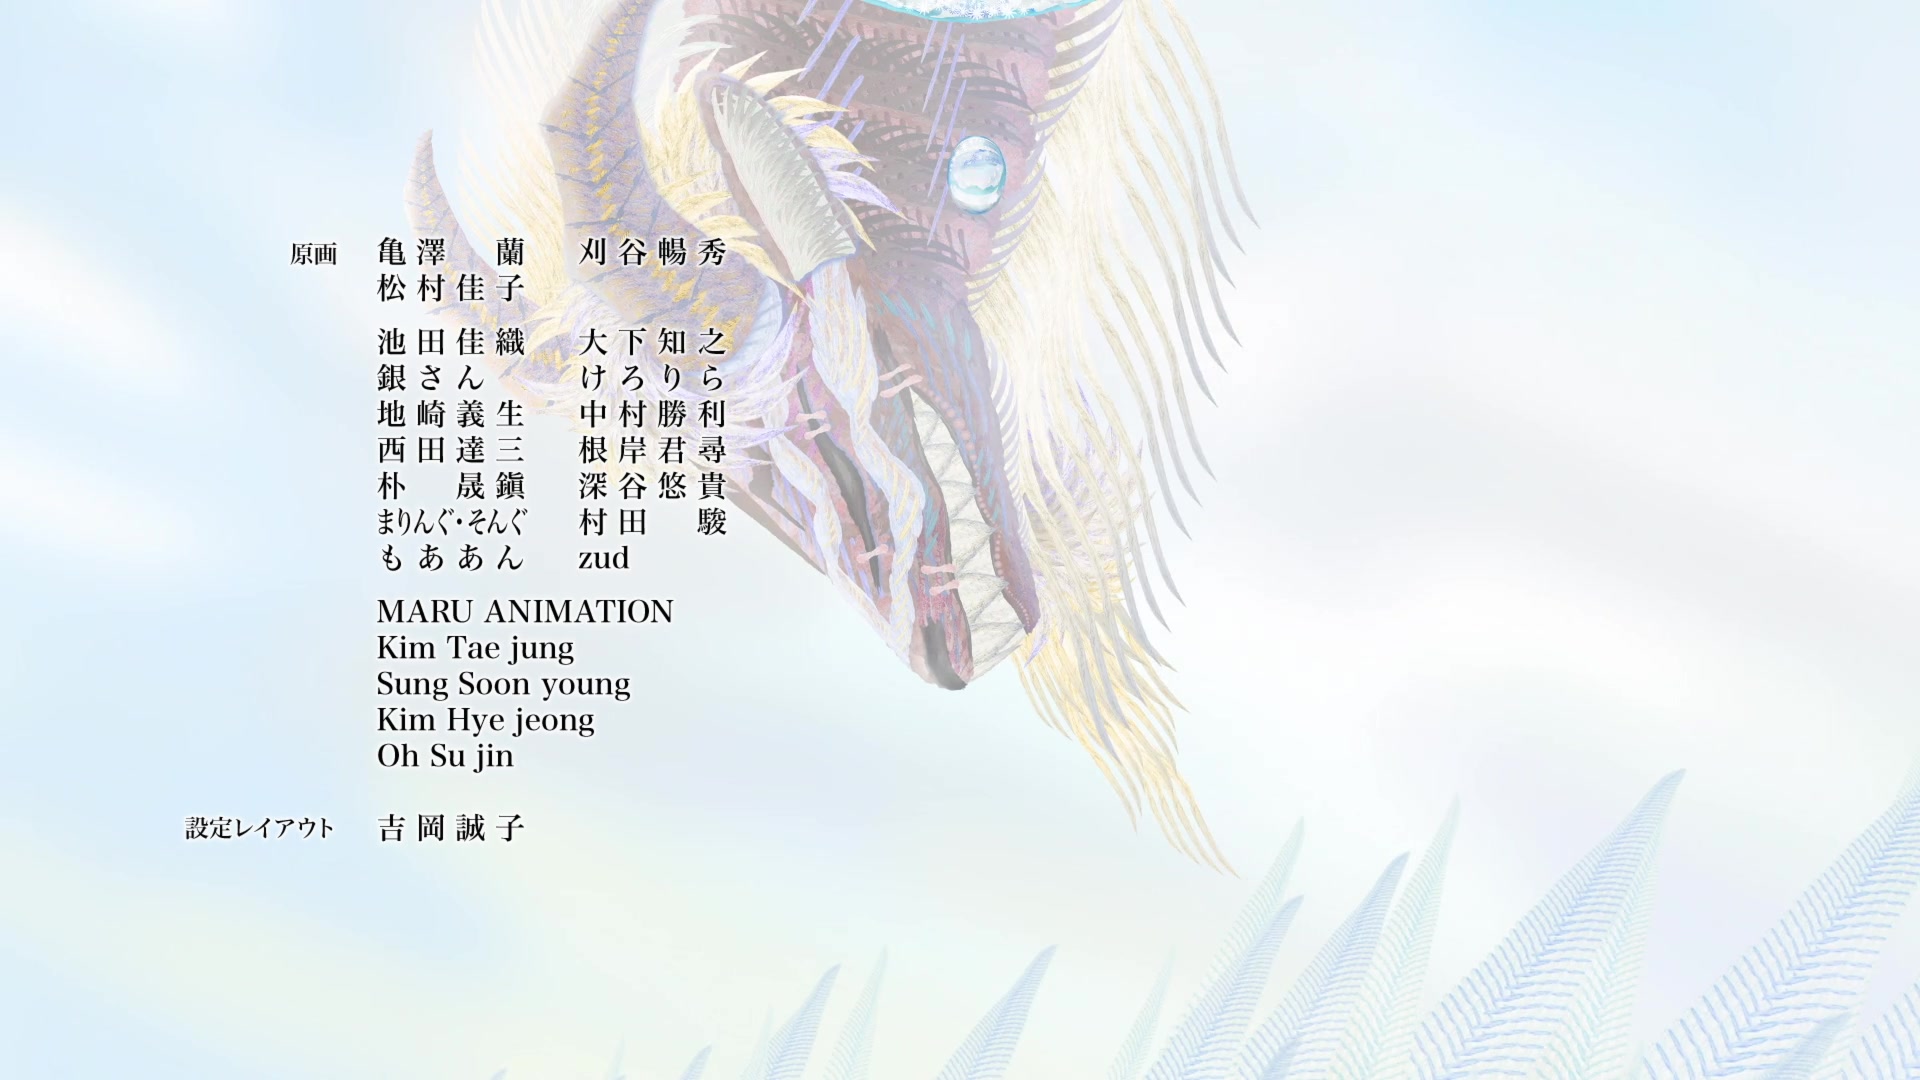 原画 亀澤 蘭 刈谷暢秀
松村佳子
池田佳織 大下知之
銀さん けろりら
地崎義生 中村勝利
西田達三 根岸君尋
朴 晟鎭 深谷悠貴
まりんぐ・そんぐ 村田 駿
もああん zud
MARU ANIMATION
Kim Tae jung
Sung Soon young
Kim Hye jeong
Oh Su jin
設定レイアウト 吉岡誠子